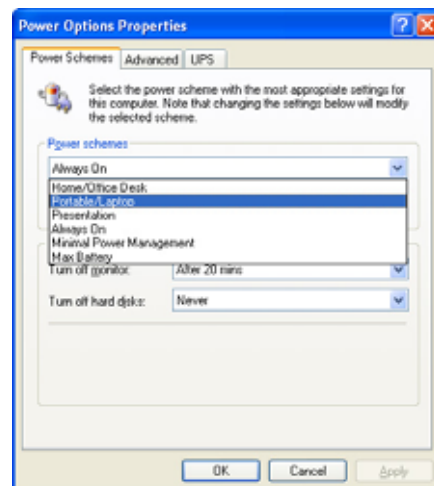 Power Options Properties
Power Schemes Advanced UPS
Select the power scheme with the most appropriate settings for
this computer. Note that changing the settings below will modify
the selected scheme.
Power schemes
Always On
Home/Office Desk
Portable/Laptop
Presentation
Always On
Minimal Power Management
Max Battery
Turn off monitor: After 20 mins
Turn off hard disks: Never
OK Cancel Apply